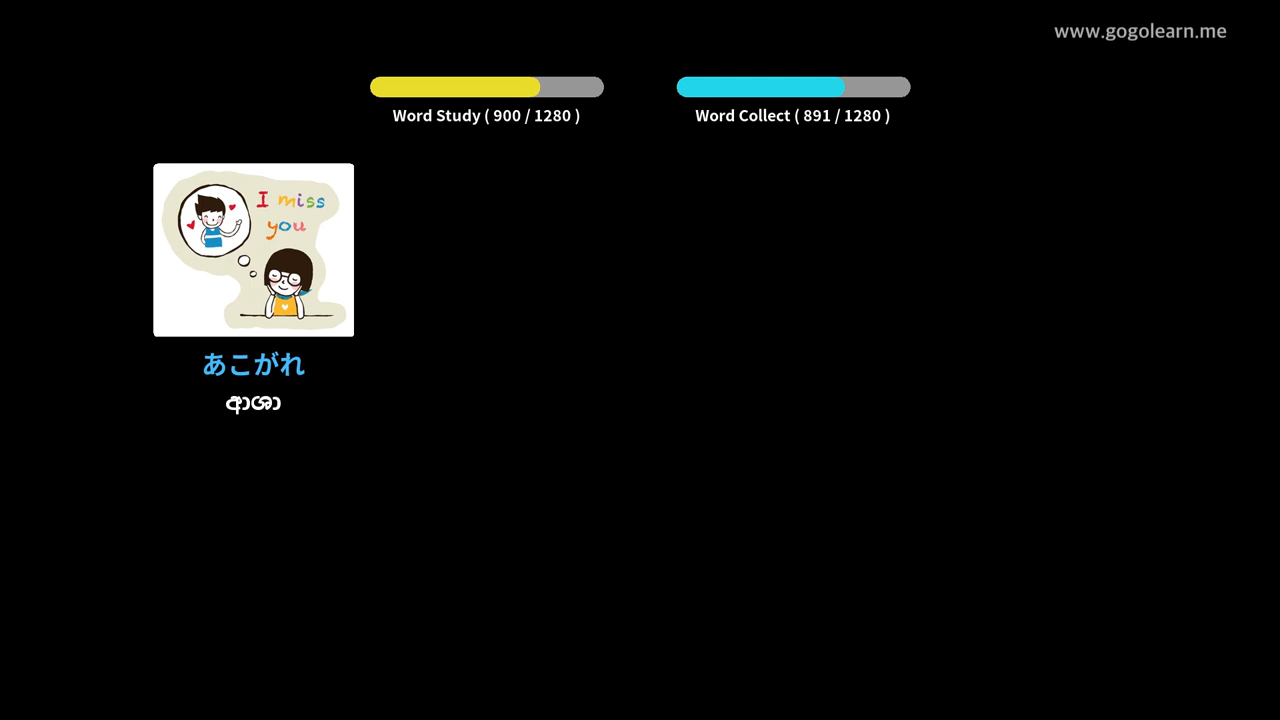 www.gogolearn.me
Word Study ( 900 / 1280 )
Word Collect ( 891 / 1280 )
I miss
you
あこがれ
ආශා